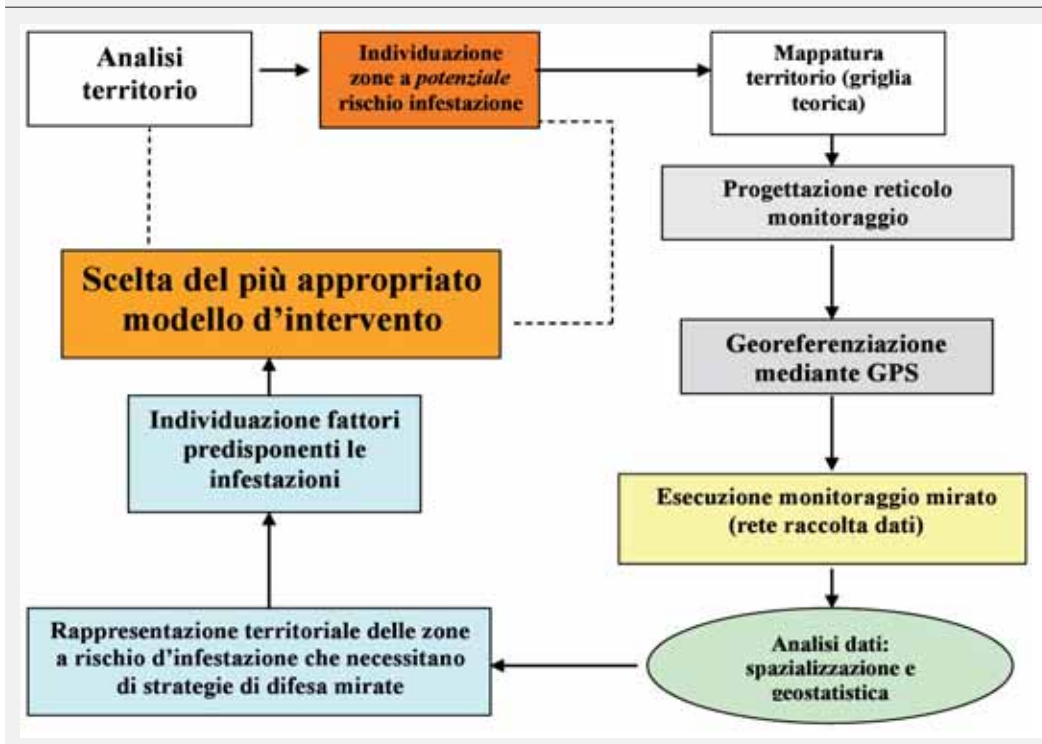 Analisi
territorio
Individuazione
zone a potenziale
rischio infestazione
Mappatura
territorio (griglia
teorica)
Progettazione reticolo
monitoraggio
Georeferenziazione
mediante GPS
Esecuzione monitoraggio mirato
(rete raccolta dati)
Analisi dati:
spazializzazione e
geostatistica
Rappresentazione territoriale delle zone
a rischio d’infestazione che necessitano
di strategie di difesa mirate
Individuazione fattori
predisponenti le
infestazioni
Scelta del più appropriato
modello d’intervento